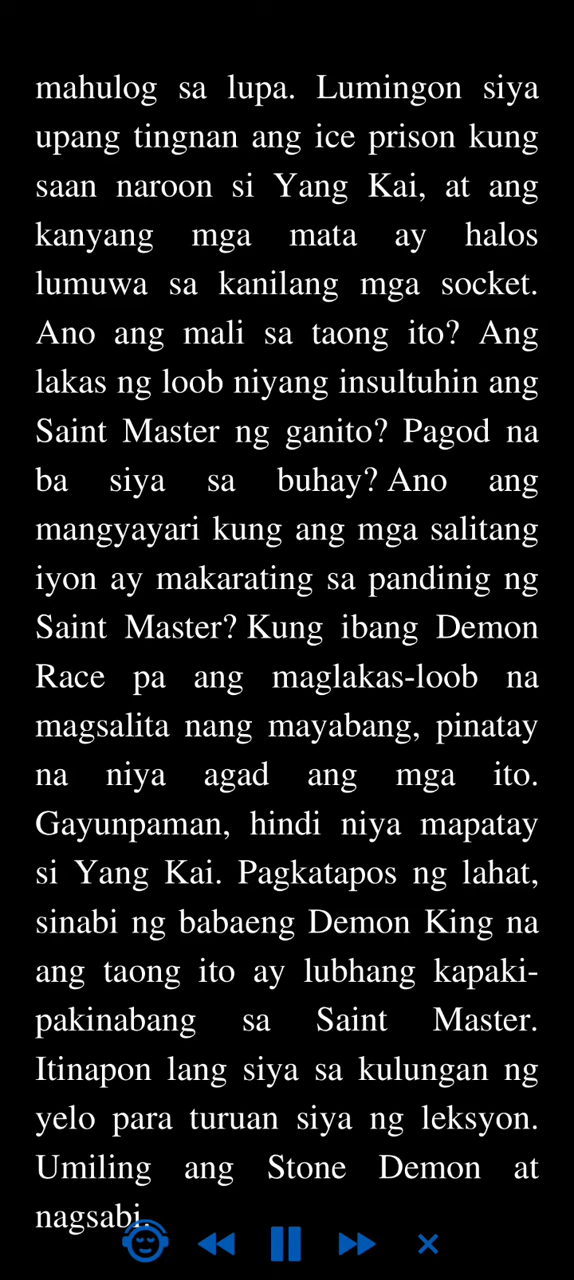 mahulog sa lupa. Lumingon siya
upang tingnan ang ice prison kung
saan naroon si Yang Kai, at ang
kanyang mga mata ay halos
lumuwa sa kanilang mga socket.
Ano ang mali sa taong ito? Ang
lakas ng loob niyang insultuhin ang
Saint Master ng ganito? Pagod na
ba siya sa buhay? Ano ang
mangyayari kung ang mga salitang
iyon ay makarating sa pandinig ng
Saint Master? Kung ibang Demon
Race pa ang maglakas-loob na
magsalita nang mayabang, pinatay
na niya agad ang mga ito.
Gayunpaman, hindi niya mapatay
si Yang Kai. Pagkatapos ng lahat,
sinabi ng babaeng Demon King na
ang taong ito ay lubhang kapaki-
pakinabang sa Saint Master.
Itinapon lang siya sa kulungan ng
yelo para turuan siya ng leksyon.
Umiling ang Stone Demon at
nagsabi.